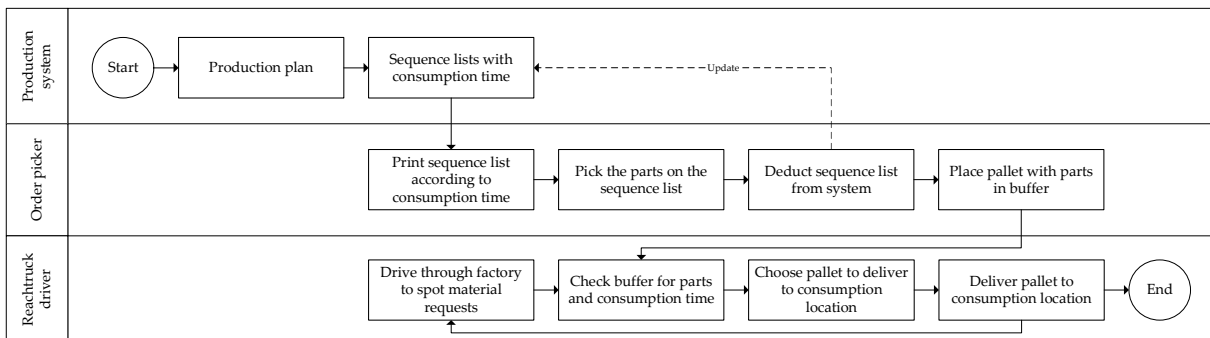 Production
system
Start
Production plan
Sequence lists with
consumption time
Update
Order picker
Print sequence list
according to
consumption time
Pick the parts on the
sequence list
Deduct sequence list
from system
Place pallet with parts
in buffer
Reachtruck
driver
Drive through factory
to spot material
requests
Check buffer for parts
and consumption time
Choose pallet to deliver
to consumption
location
Deliver pallet to
consumption location
End